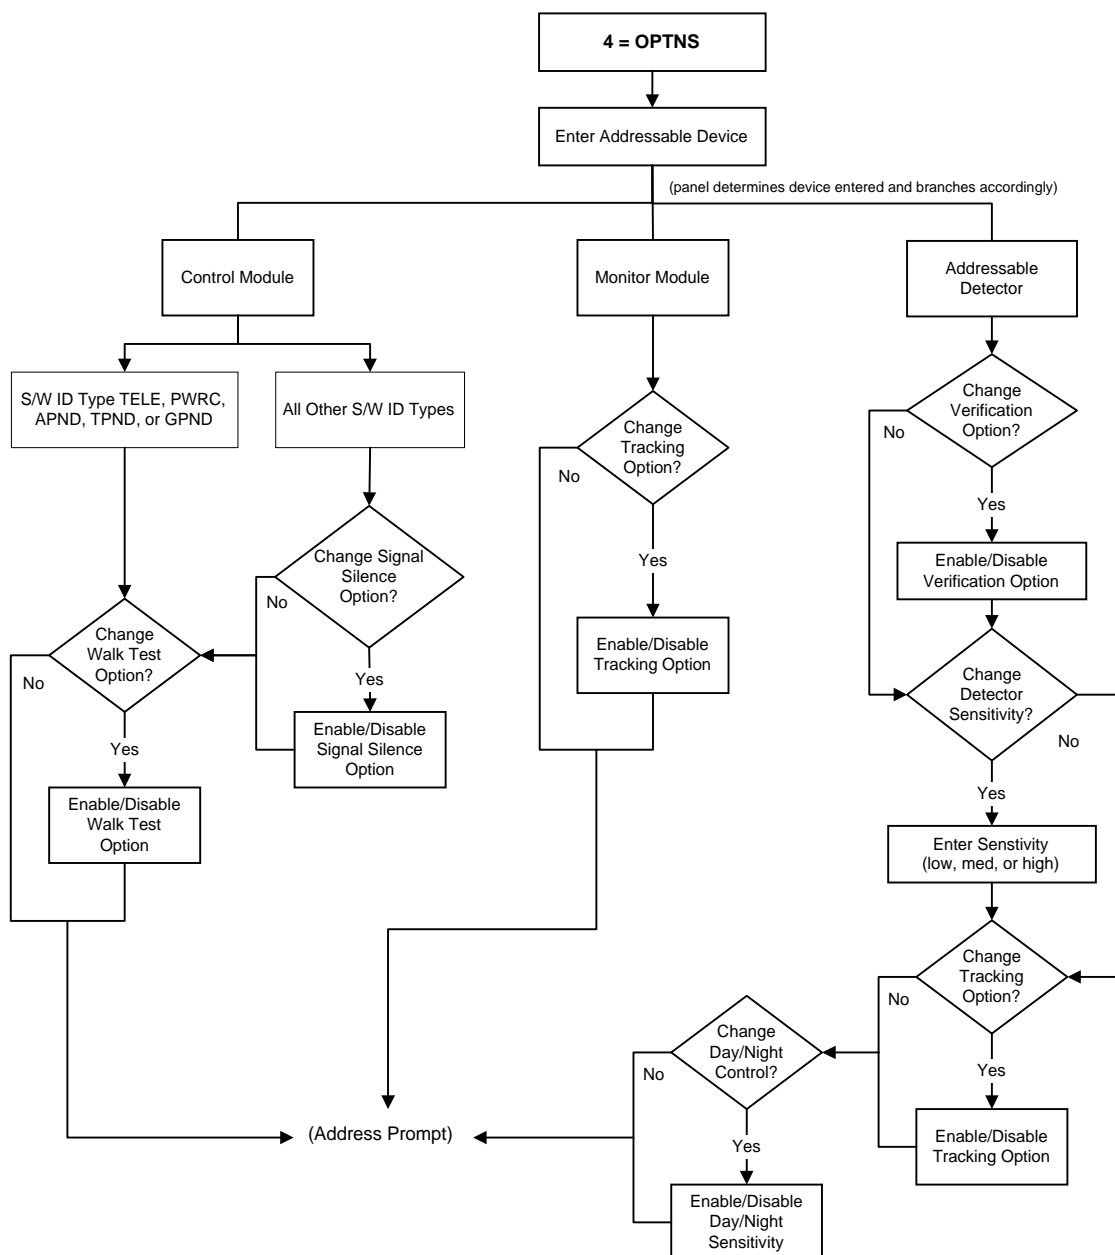 4 = OPTNS
Enter Addressable Device
(panel determines device entered and branches accordingly)
Control Module
Monitor Module
Addressable
Detector
S/W ID Type TELE, PWRC,
APND, TPND, or GPND
All Other S/W ID Types
Change
Tracking
Option?
No
Yes
Enable/Disable
Tracking Option
Change
Verification
Option?
No
Yes
Enable/Disable
Verification Option
Change Signal
Silence
Option?
No
Yes
Enable/Disable
Signal Silence
Option
Change
Walk Test
Option?
No
Yes
Enable/Disable
Walk Test
Option
Change
Detector
Sensitivity?
No
Yes
Enter Senstivity
(low, med, or high)
Change
Tracking
Option?
No
Yes
Enable/Disable
Tracking Option
Change
Day/Night
Control?
No
Yes
Enable/Disable
Day/Night
Sensitivity
(Address Prompt)